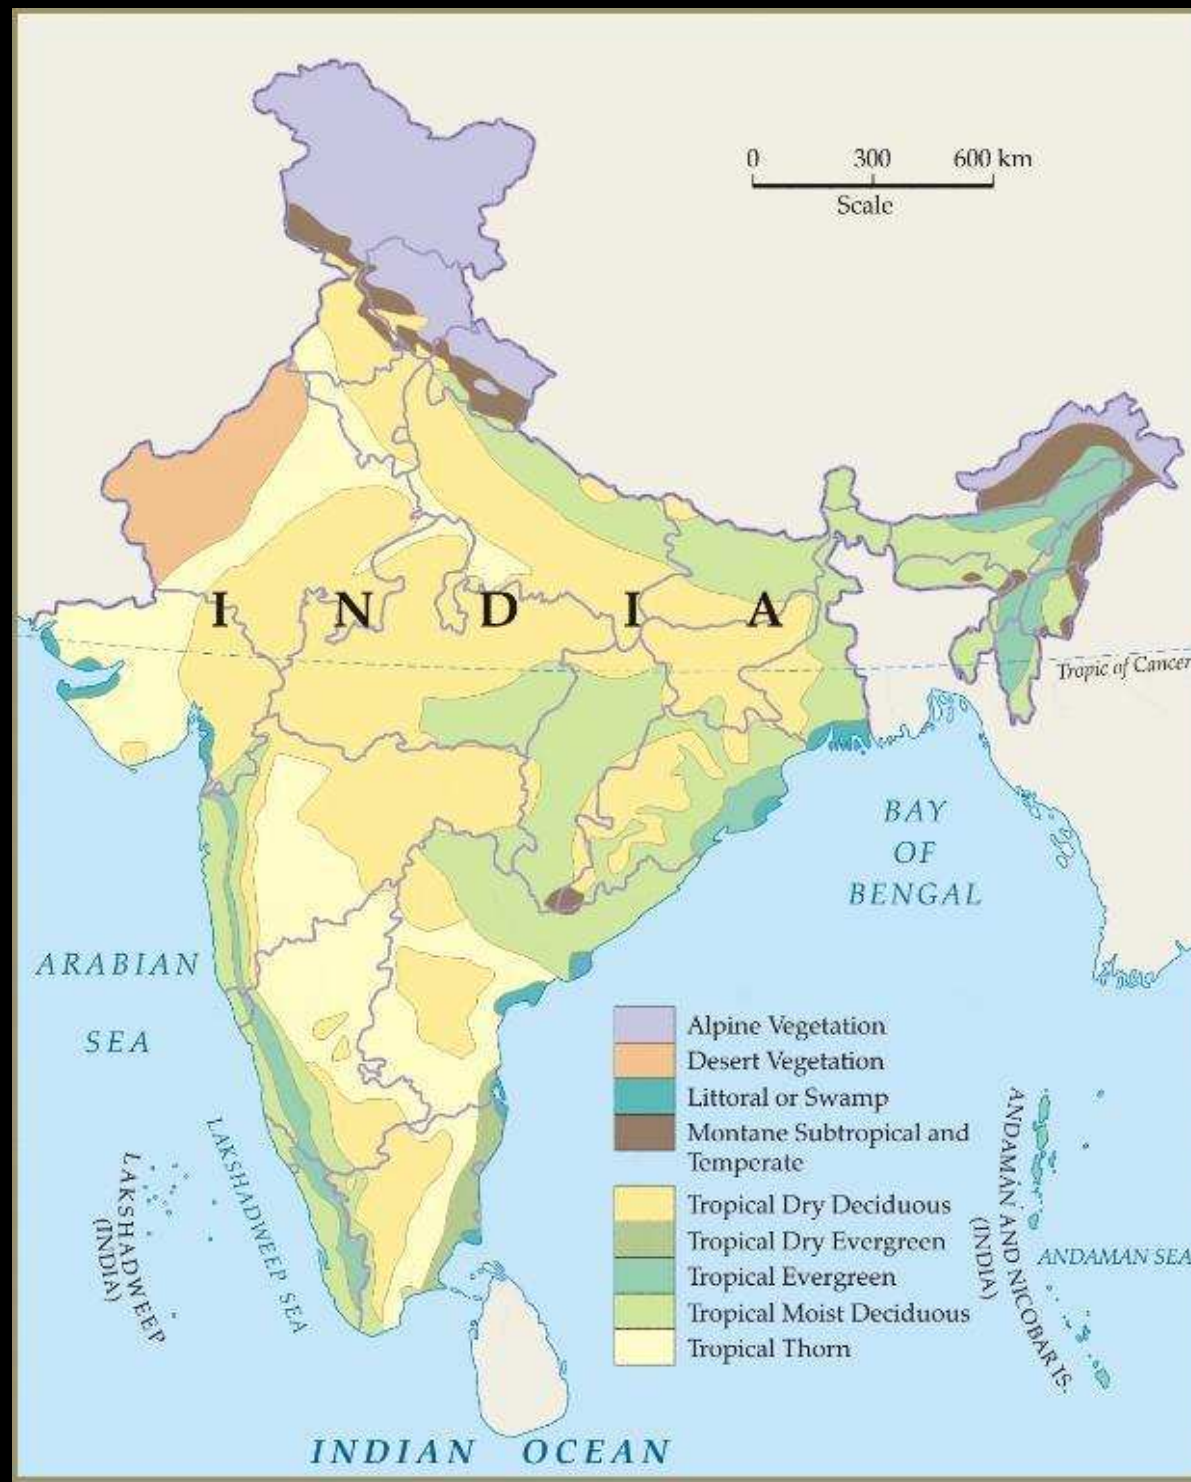 0 300 600 km
Scale
I N D I A
Tropic of Cancer
BAY
OF
BENGAL
ARABIAN
SEA
Alpine Vegetation
Desert Vegetation
Littoral or Swamp
Montane Subtropical and
Temperate
Tropical Dry Deciduous
Tropical Dry Evergreen
Tropical Evergreen
Tropical Moist Deciduous
Tropical Thorn
LAKSHADWEEP
(INDIA)
LAKSHADWEEP SEA
ANDAMAN AND NICOBAR IS.
(INDIA)
ANDAMAN SEA
INDIAN OCEAN